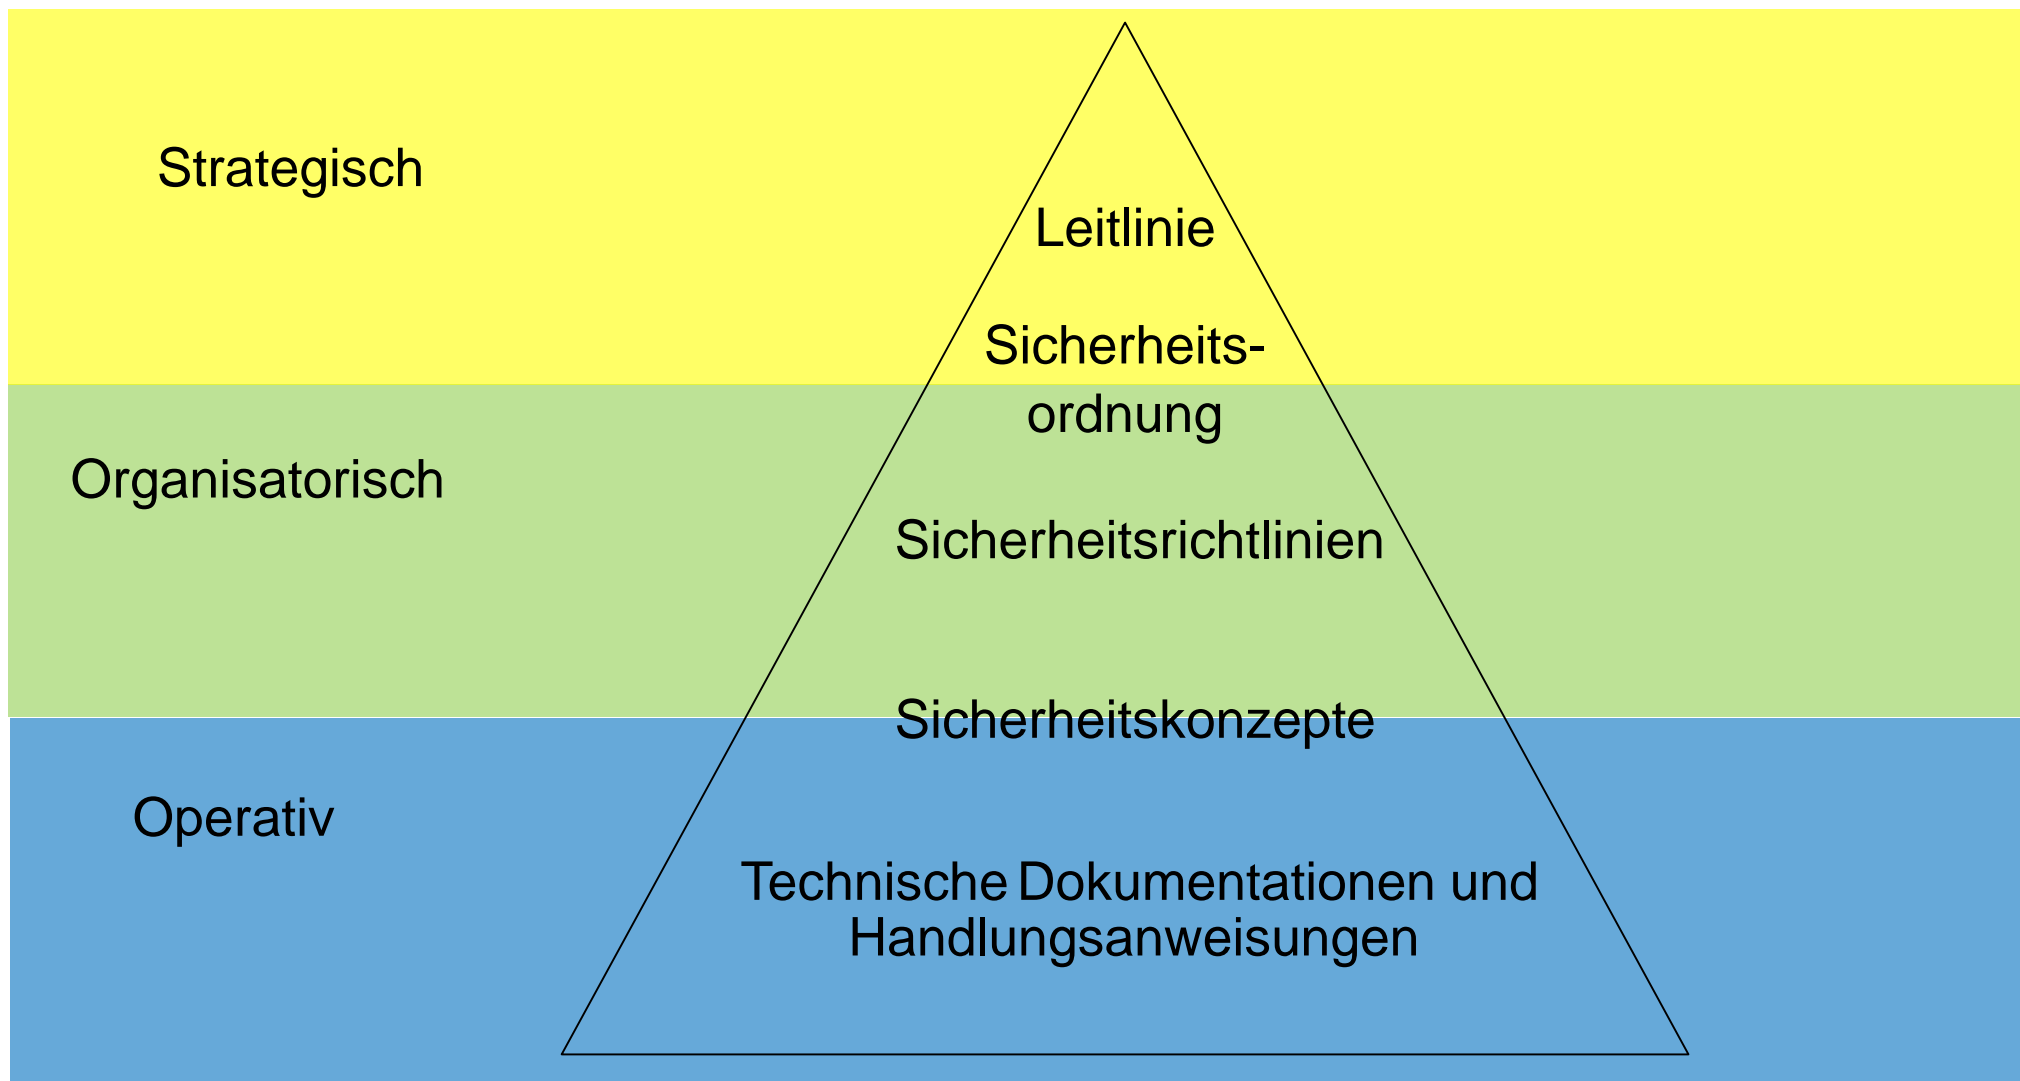 Strategisch
Leitlinie
Sicherheits-
ordnung
Organisatorisch
Sicherheitsrichtlinien
Sicherheitskonzepte
Operativ
Technische Dokumentationen und
Handlungsanweisungen